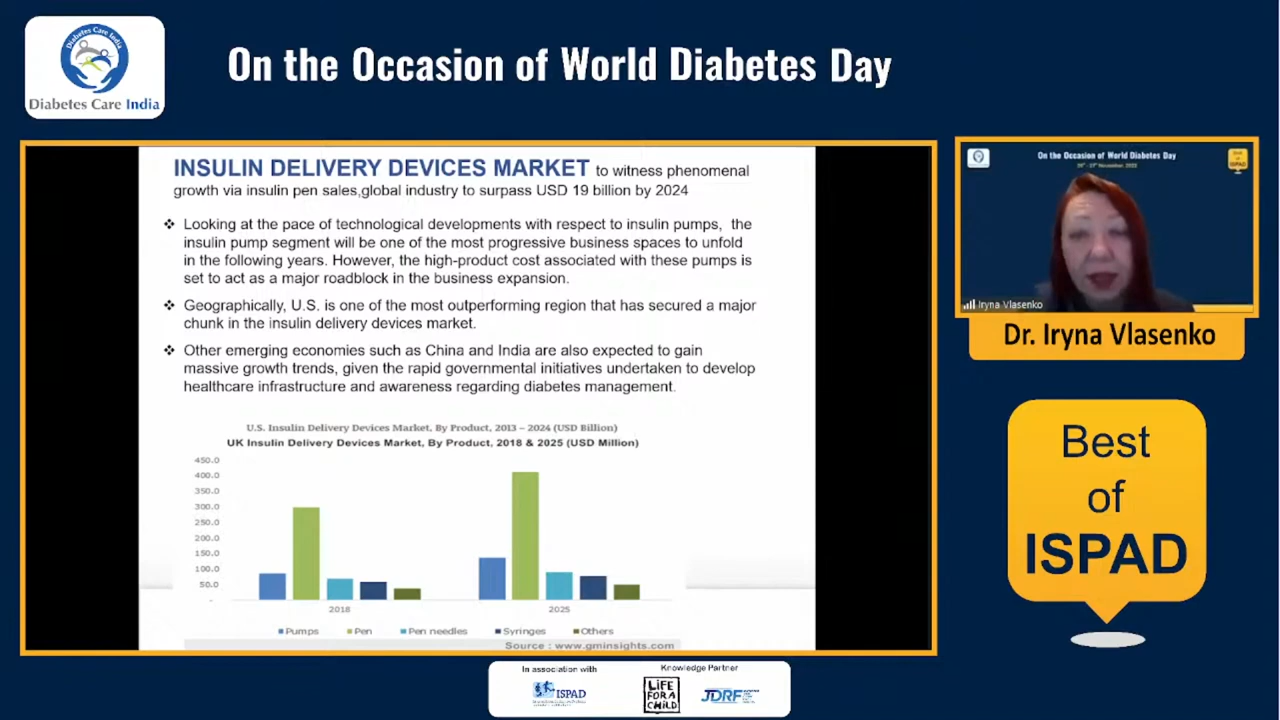 Diabetes Care India
Diabetes Care India
On the Occasion of World Diabetes Day
INSULIN DELIVERY DEVICES MARKET to witness phenomenal
growth via insulin pen sales,global industry to surpass USD 19 billion by 2024
❖ Looking at the pace of technological developments with respect to insulin pumps, the
insulin pump segment will be one of the most progressive business spaces to unfold
in the following years. However, the high-product cost associated with these pumps is
set to act as a major roadblock in the business expansion.
❖ Geographically, U.S. is one of the most outperforming region that has secured a major
chunk in the insulin delivery devices market.
❖ Other emerging economies such as China and India are also expected to gain
massive growth trends, given the rapid governmental initiatives undertaken to develop
healthcare infrastructure and awareness regarding diabetes management.
U.S. Insulin Delivery Devices Market, By Product, 2013 – 2024 (USD Billion)
UK Insulin Delivery Devices Market, By Product, 2018 & 2025 (USD Million)
450.0
400.0
350.0
300.0
250.0
200.0
150.0
100.0
50.0
-
2018 2025
Pumps Pen Pen needles Syringes Others
Source : www.gminsights.com
On the Occasion of World Diabetes Day
Best
of
ISPAD
Iryna Vlasenko
Dr. Iryna Vlasenko
Best
of
ISPAD
In association with
ISPAD
Knowledge Partner
LiFE
FOR A
CHiLD
JDRF